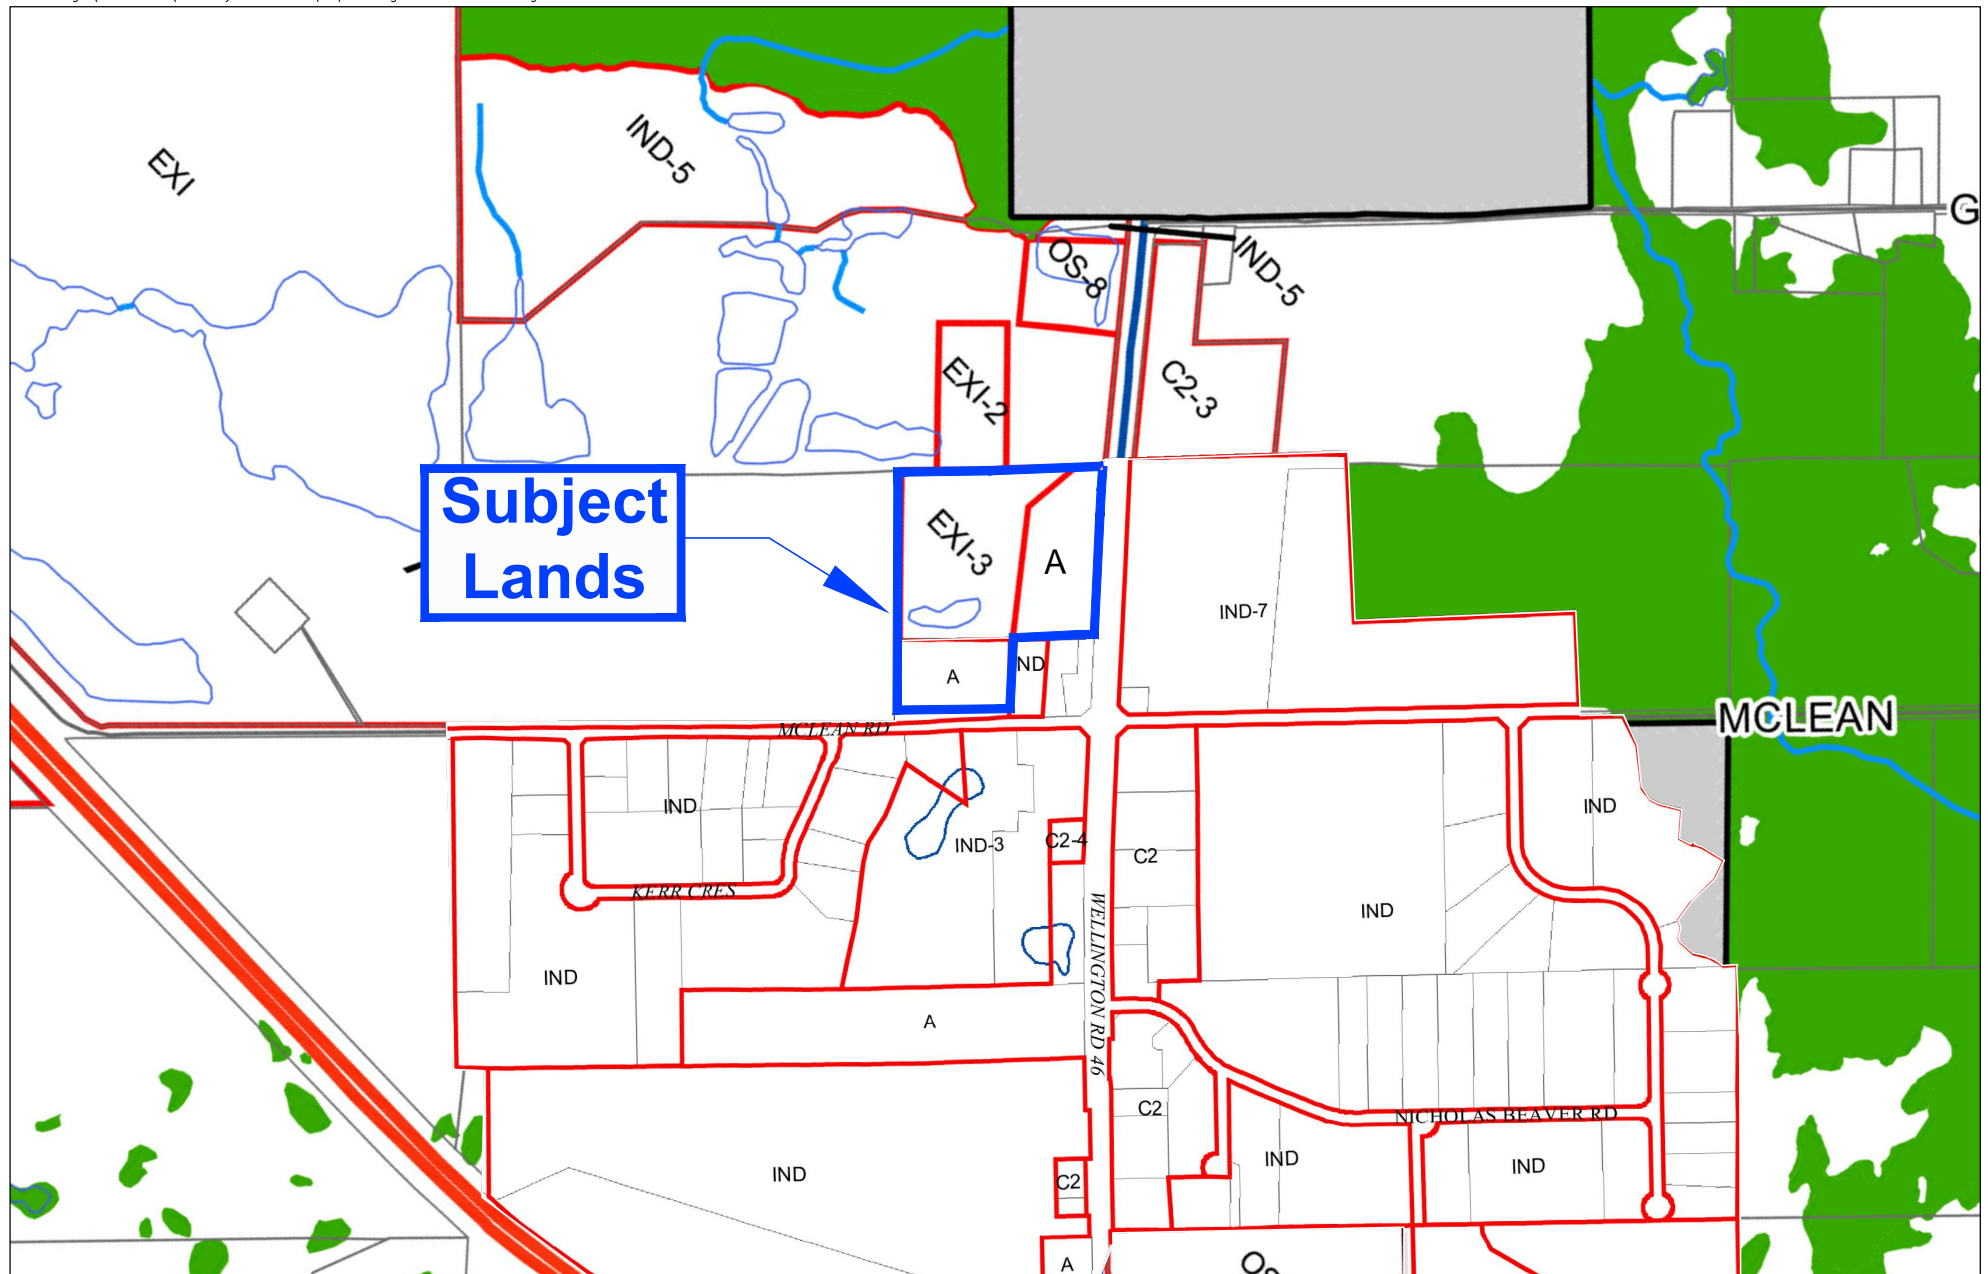 EXI
IND-5
G
OS-8
IND-5
EXI-2
C2-3
Subject
Lands
EXI-3
A
IND-7
ND
A
MCLEAN
MCLEAN RD
IND
IND
IND-3
C2-4
C2
KERR CRES
IND
WELLINGTON RD 46
IND
A
C2
NICHOLAS BEAVER RD
IND
IND
IND
C2
A